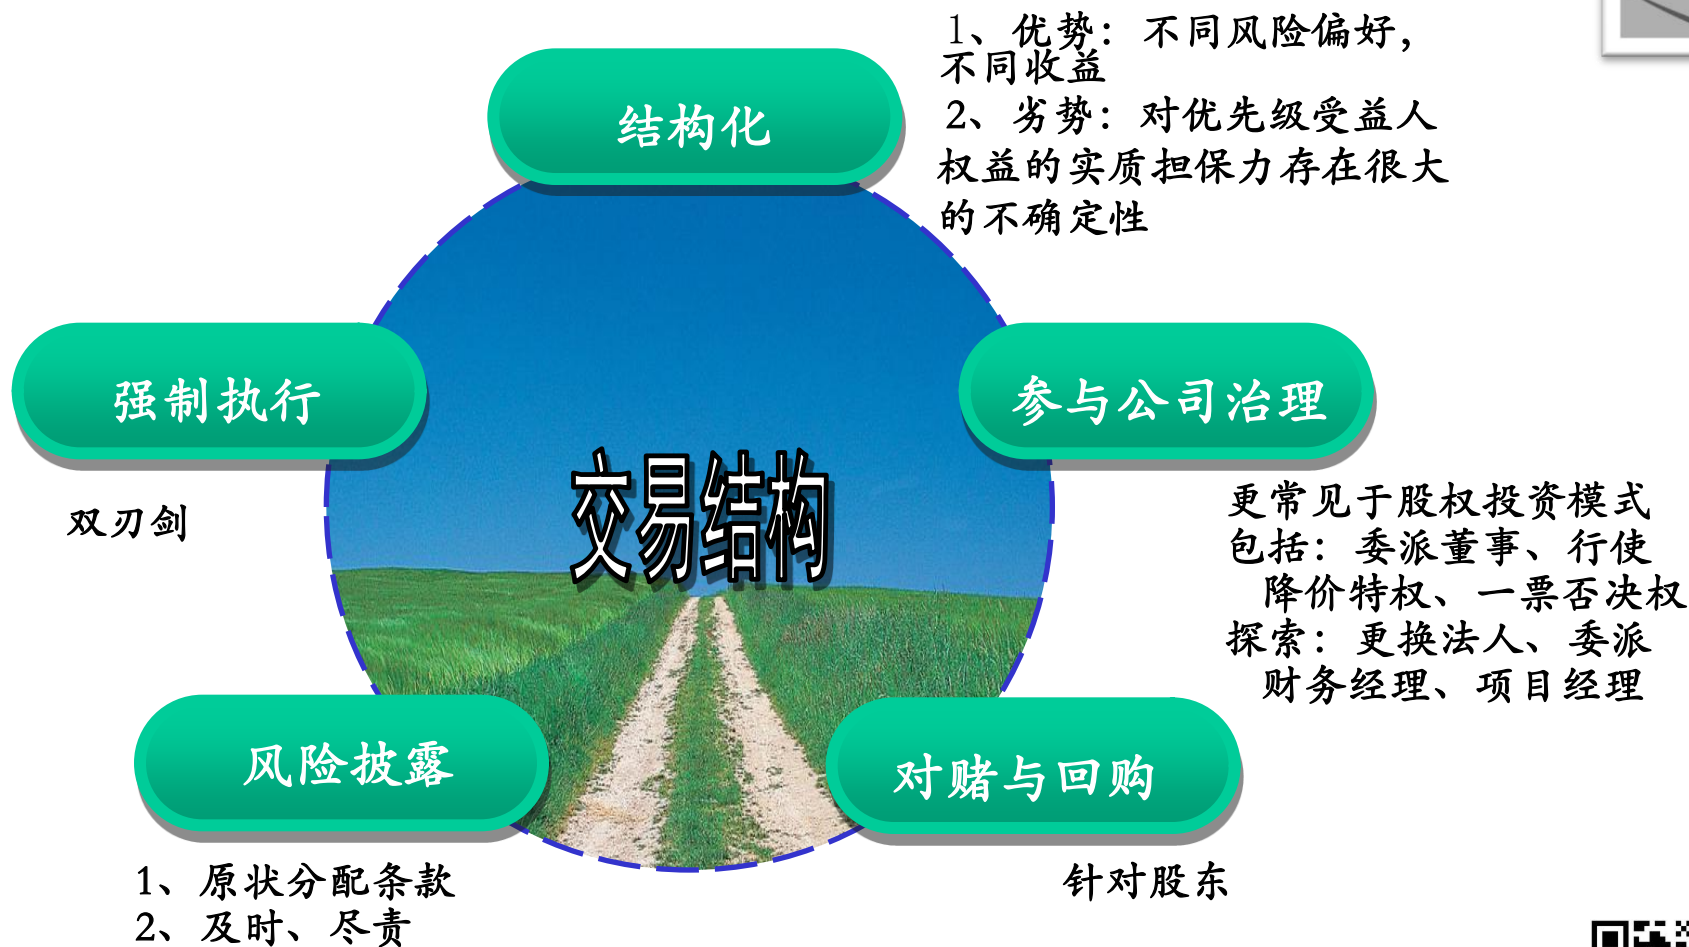 结构化
1、优势：不同风险偏好，
不同收益
2、劣势：对优先级受益人
权益的实质担保力存在很大
的不确定性
强制执行
双刃剑
参与公司治理
更常见于股权投资模式
包括：委派董事、行使
降价特权、一票否决权
探索：更换法人、委派
财务经理、项目经理
交易结构
风险披露
1、原状分配条款
2、及时、尽责
对赌与回购
针对股东